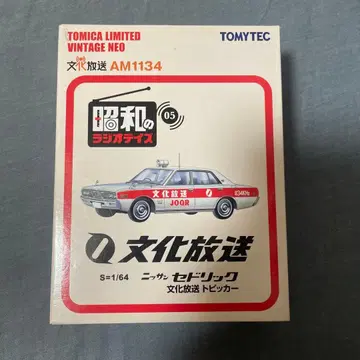 TOMICA LIMITED
VINTAGE NEO
TOMYTEC
文化放送 AM1134
昭和の
ラジオデイズ
05
文化放送
JOQR
文化放送
S=1/64 ニッサン セドリック
文化放送 トピッカー